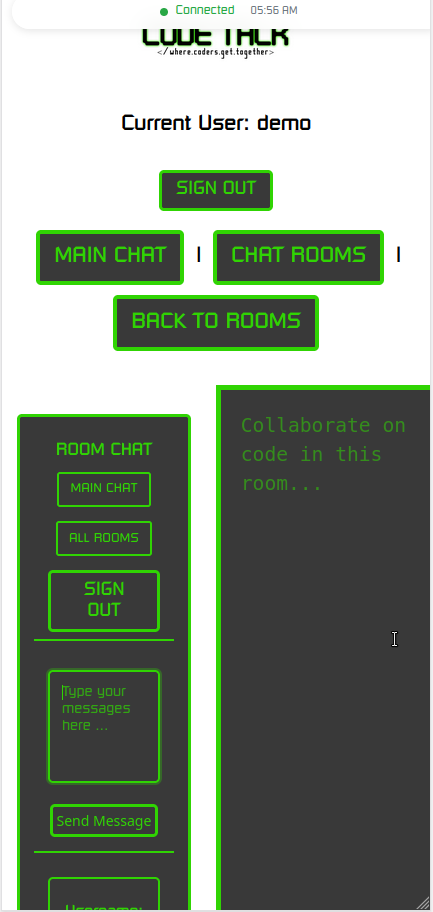 Connected 05:56 AM
CODE TALK
</where.coders.get.together>
Current User: demo
SIGN OUT
MAIN CHAT | CHAT ROOMS |
BACK TO ROOMS
ROOM CHAT
MAIN CHAT
ALL ROOMS
SIGN
OUT
Type your
messages
here ...
Send Message
Username:
Collaborate on
code in this
room...